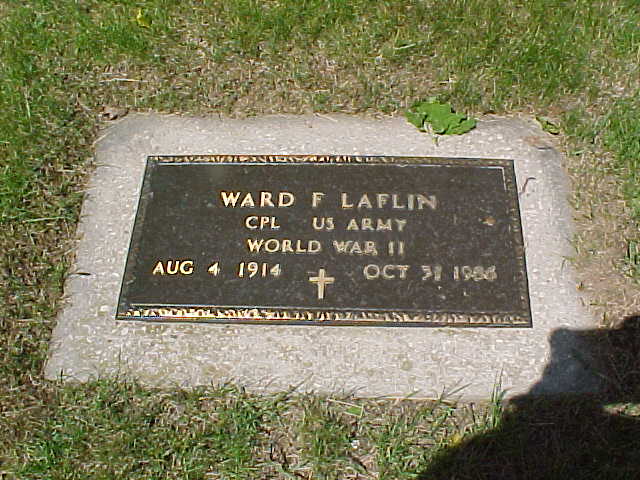 WARD F LAFLIN
CPL US ARMY
WORLD WAR II
AUG 4 1914 OCT 31 1986